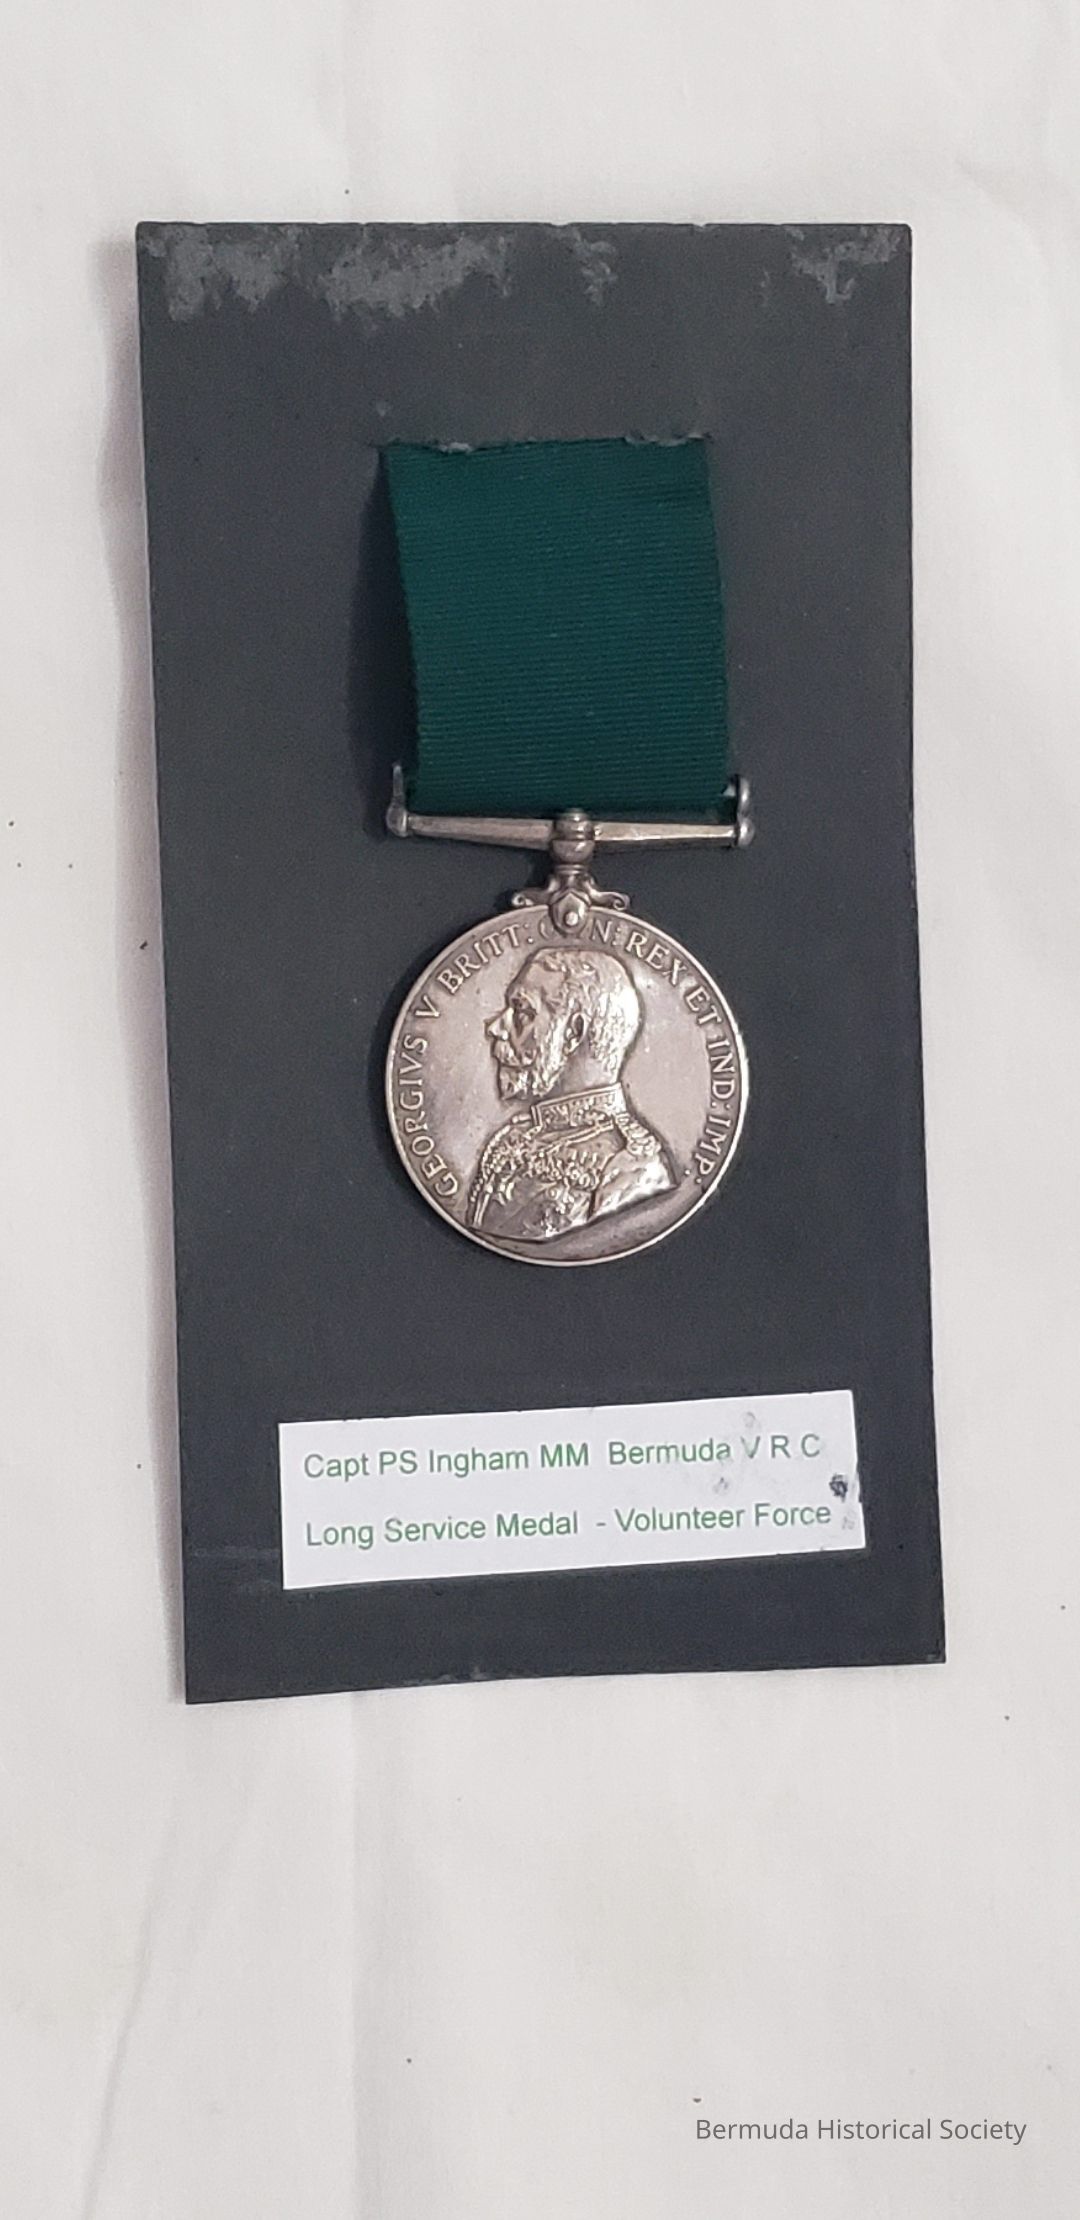 GEORGIVS V BRITT: OMN: REX ET IND: IMP:
Capt PS Ingham MM Bermuda V R C
Long Service Medal - Volunteer Force
Bermuda Historical Society